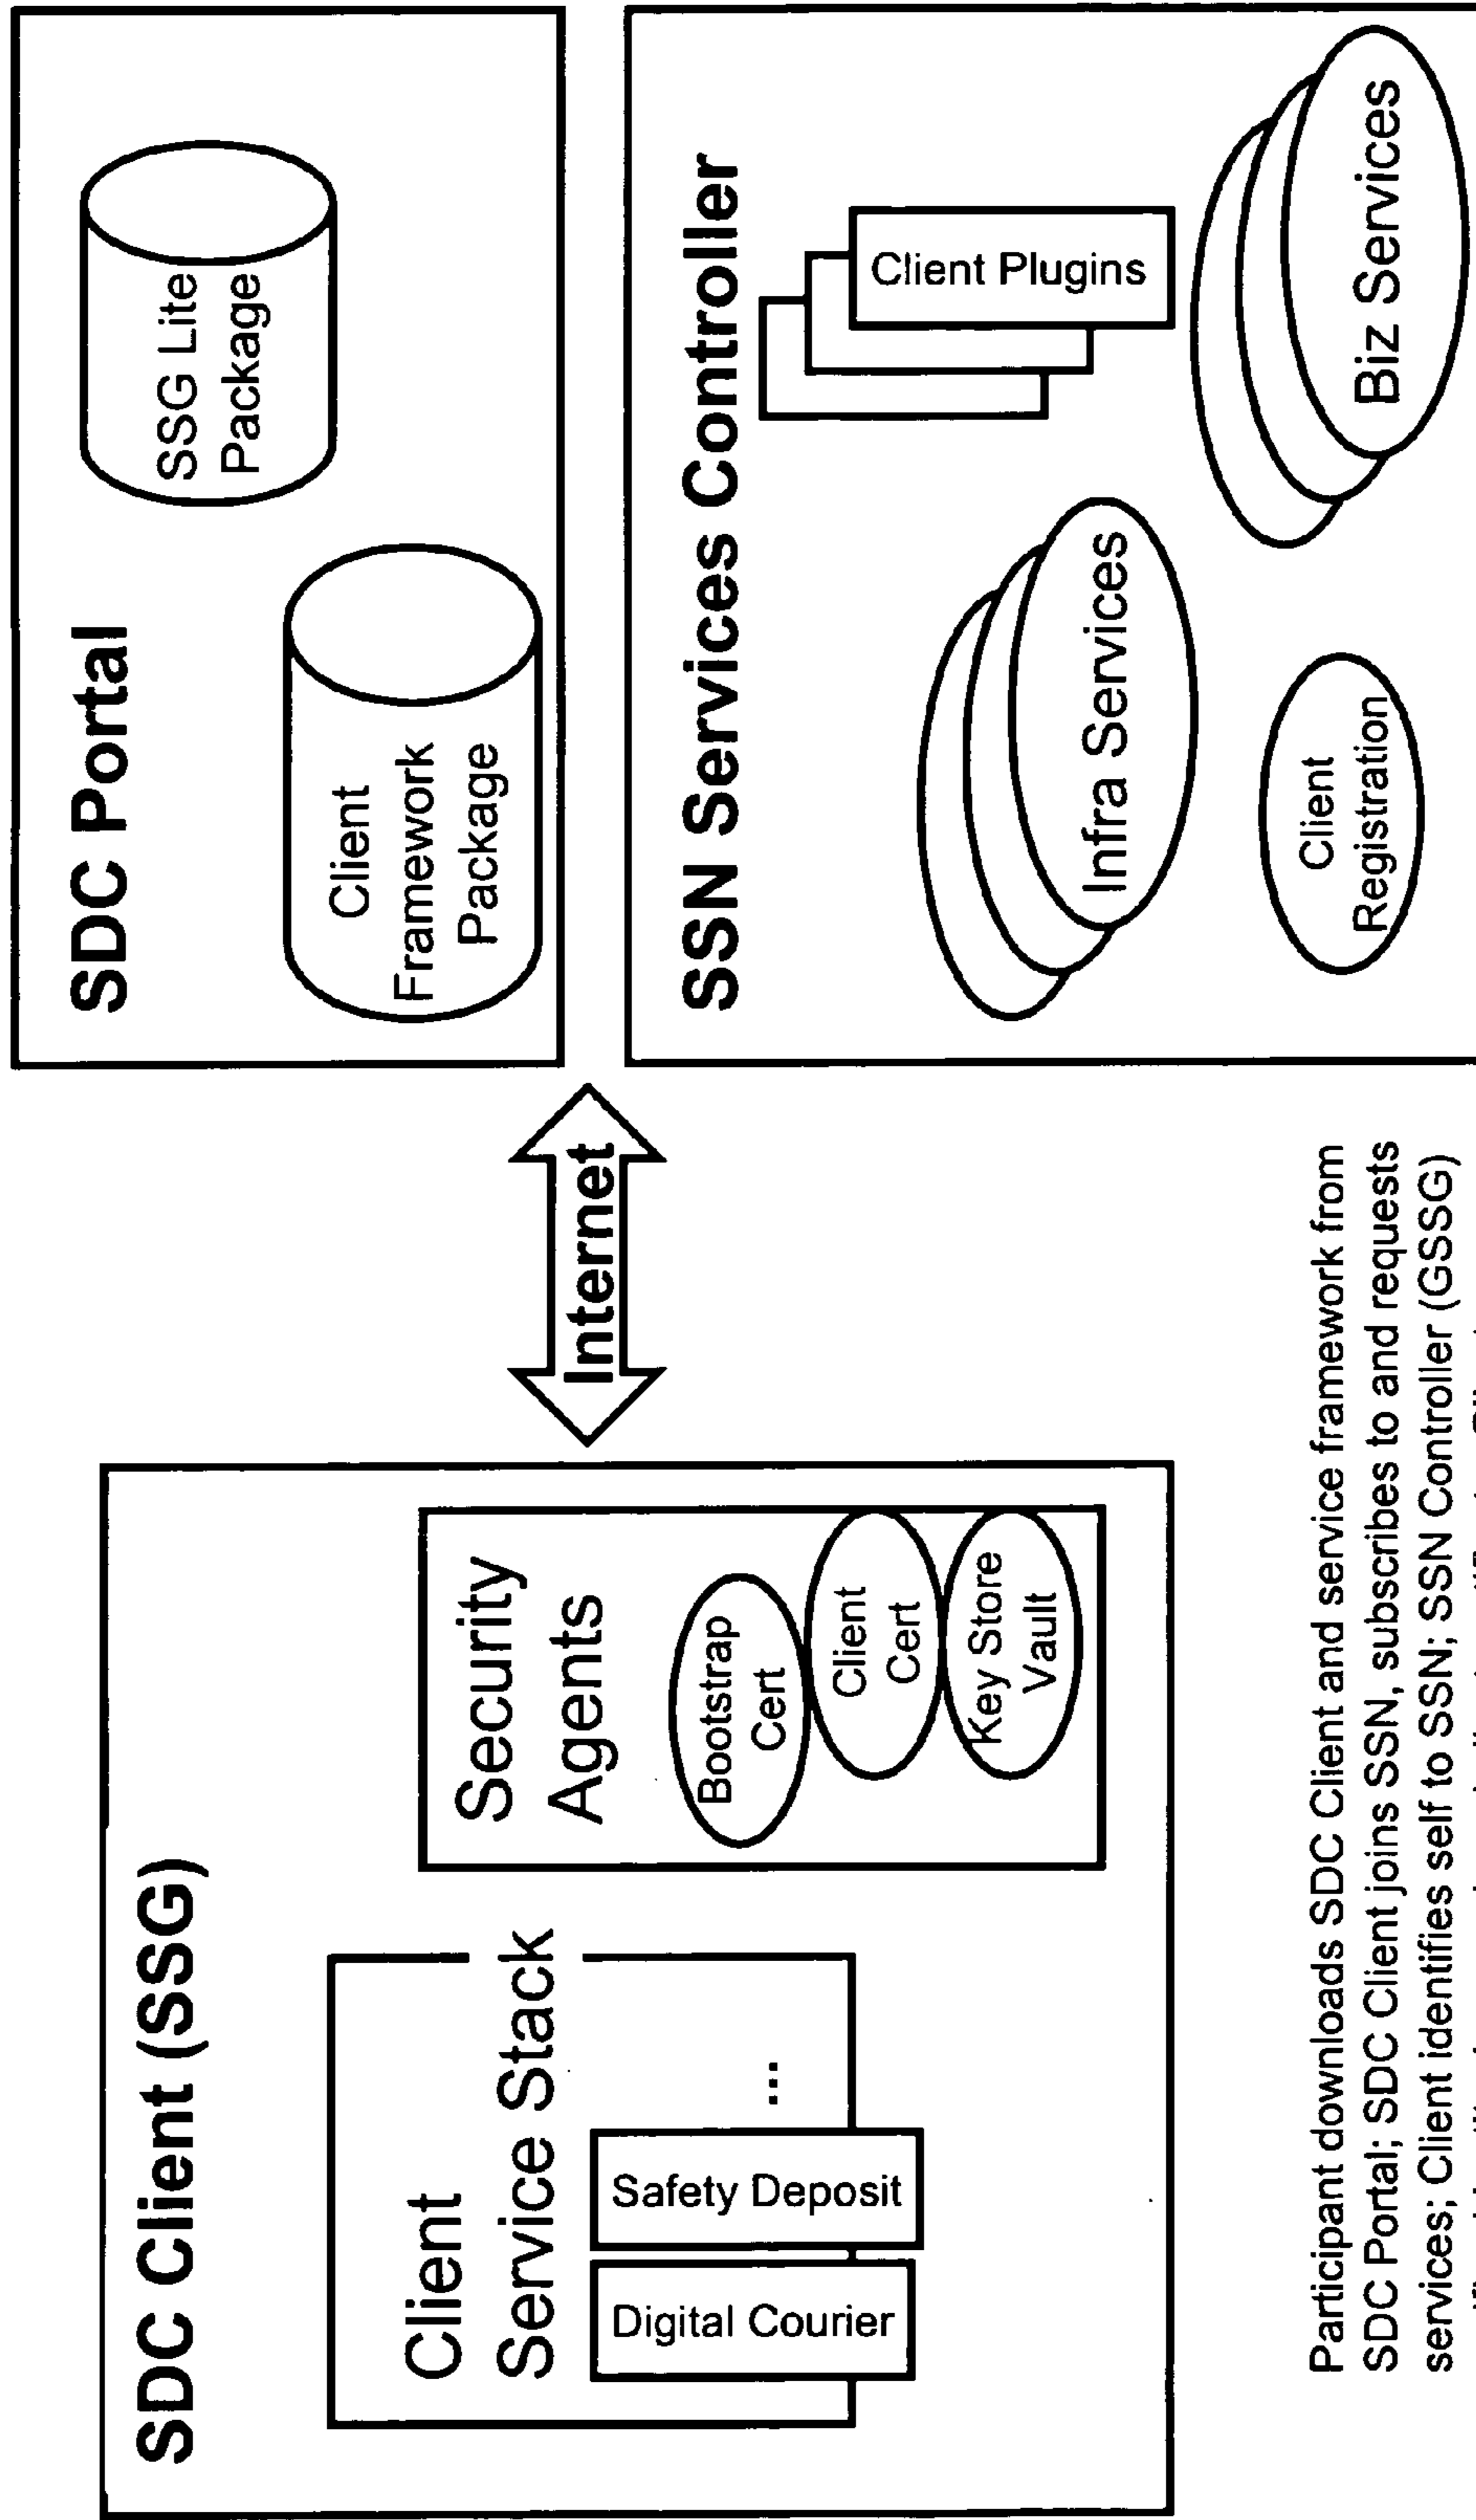 SDC Client (SSG)
Client
Service Stack
Digital Courier
Safety Deposit
...
Security
Agents
Bootstrap
Cert
Client
Cert
Key Store
Vault
Internet
SDC Portal
Client
Framework
Package
SSG Lite
Package
SSN Services Controller
Infra Services
Client
Registration
Client Plugins
Biz Services
Participant downloads SDC Client and service framework from
SDC Portal; SDC Client joins SSN, subscribes to and requests
services; Client identifies self to SSN; SSN Controller (GSSG)